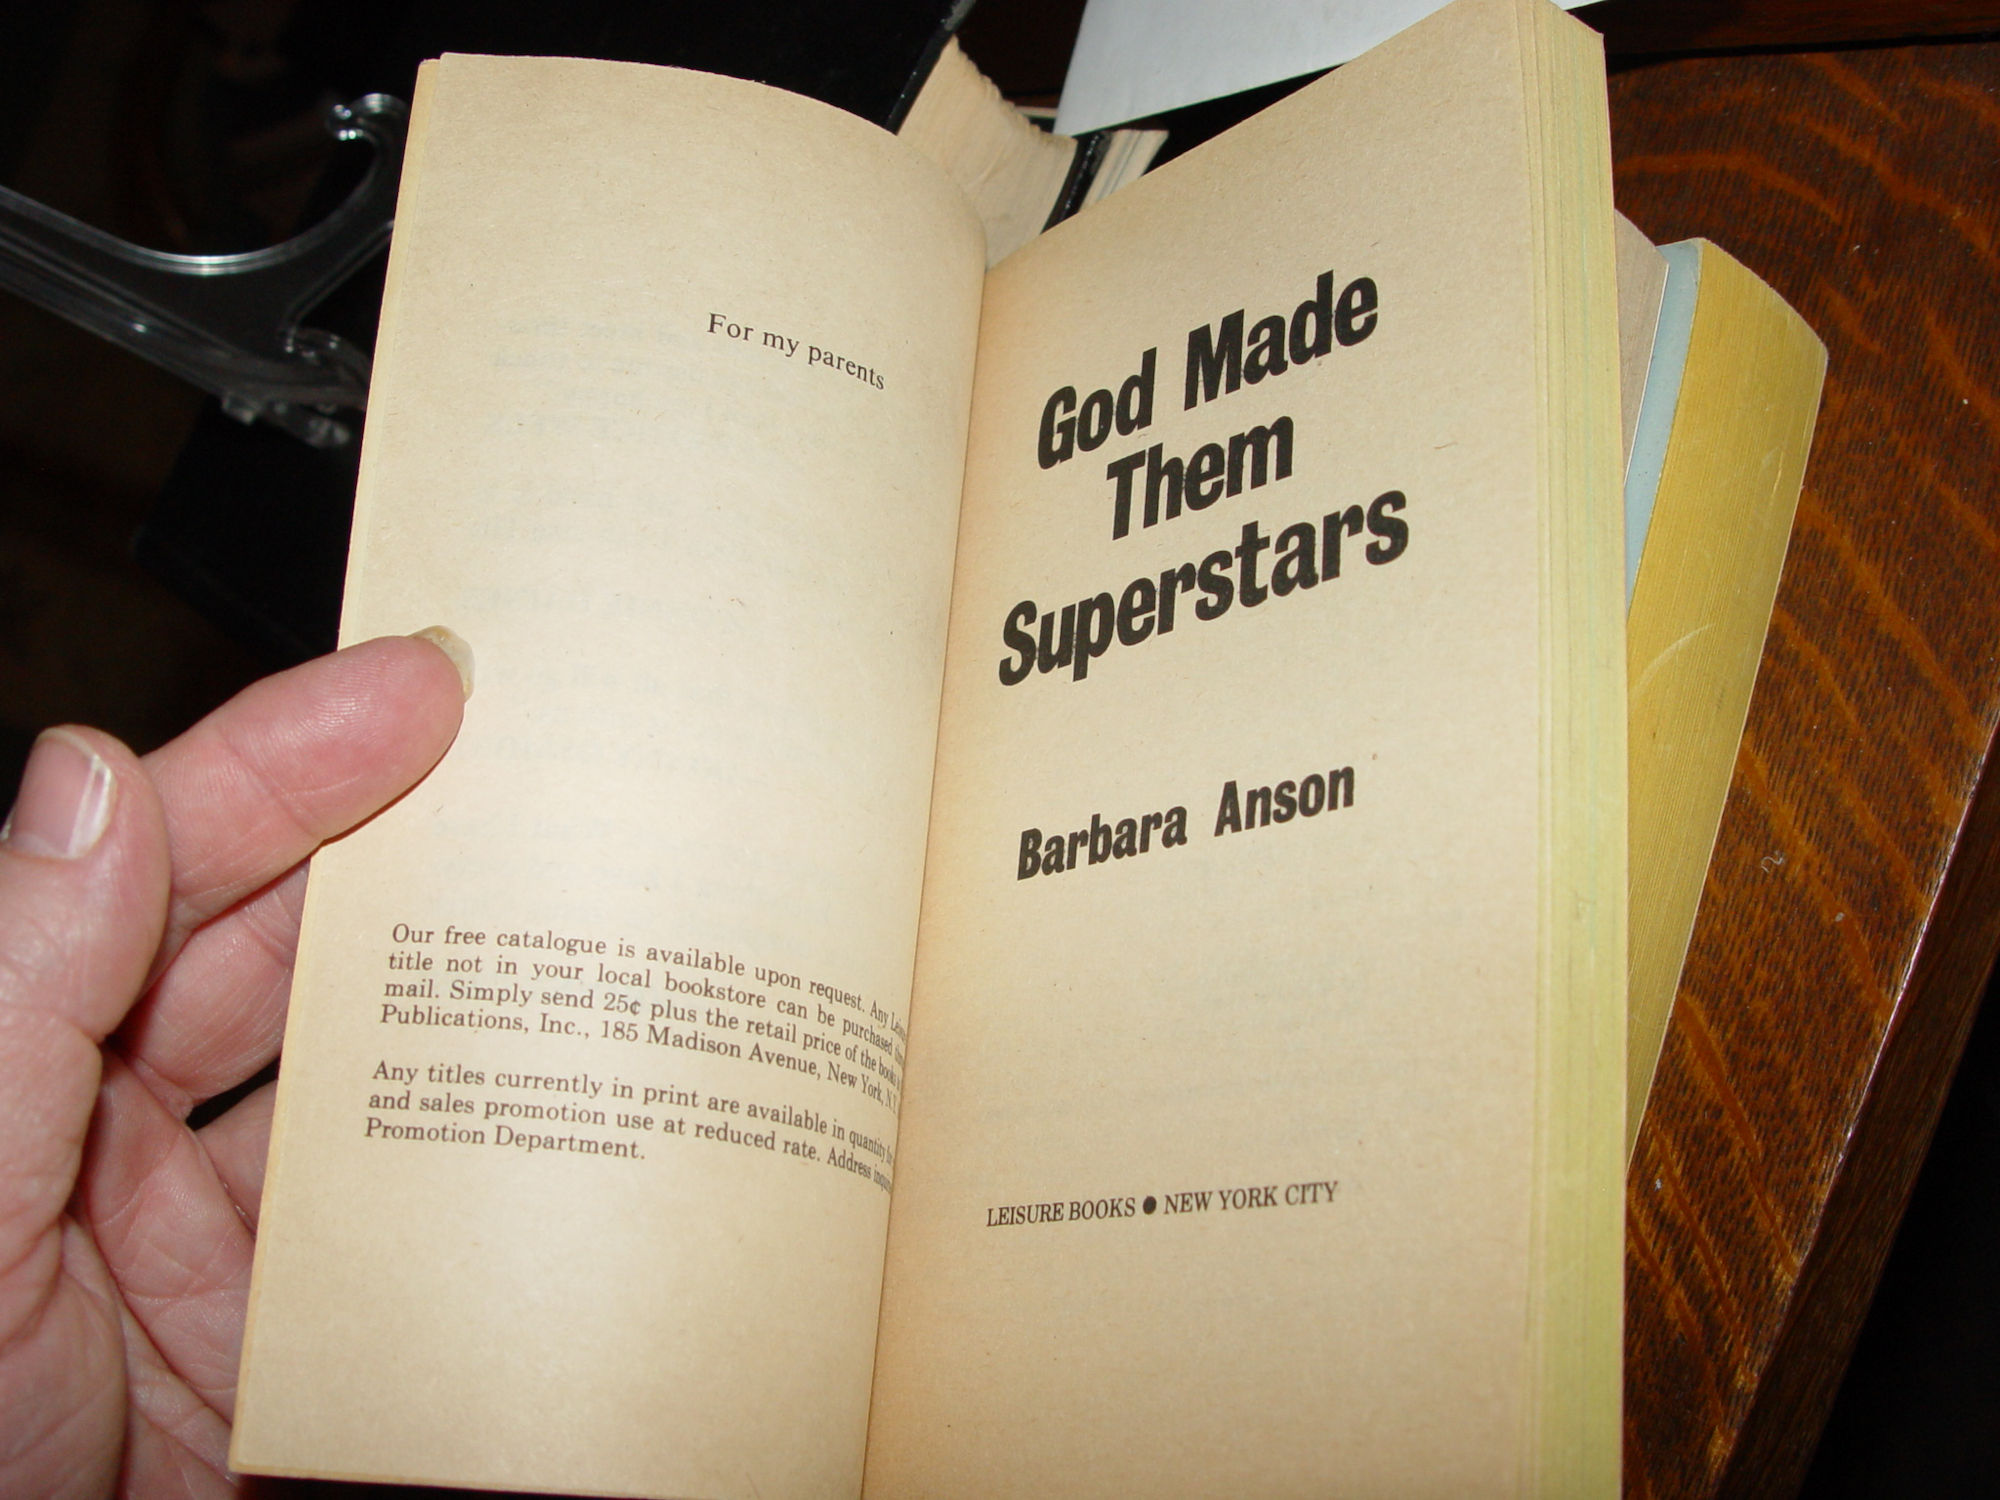 For my parents
Our free catalogue is available upon request. Any
title not in your local bookstore can be purchased
mail. Simply send 25¢ plus the retail price of the books
Publications, Inc., 185 Madison Avenue, New York,
Any titles currently in print are available in quantity
and sales promotion use at reduced rate. Address
Promotion Department.
God Made
Them
Superstars
Barbara Anson
LEISURE BOOKS ● NEW YORK CITY